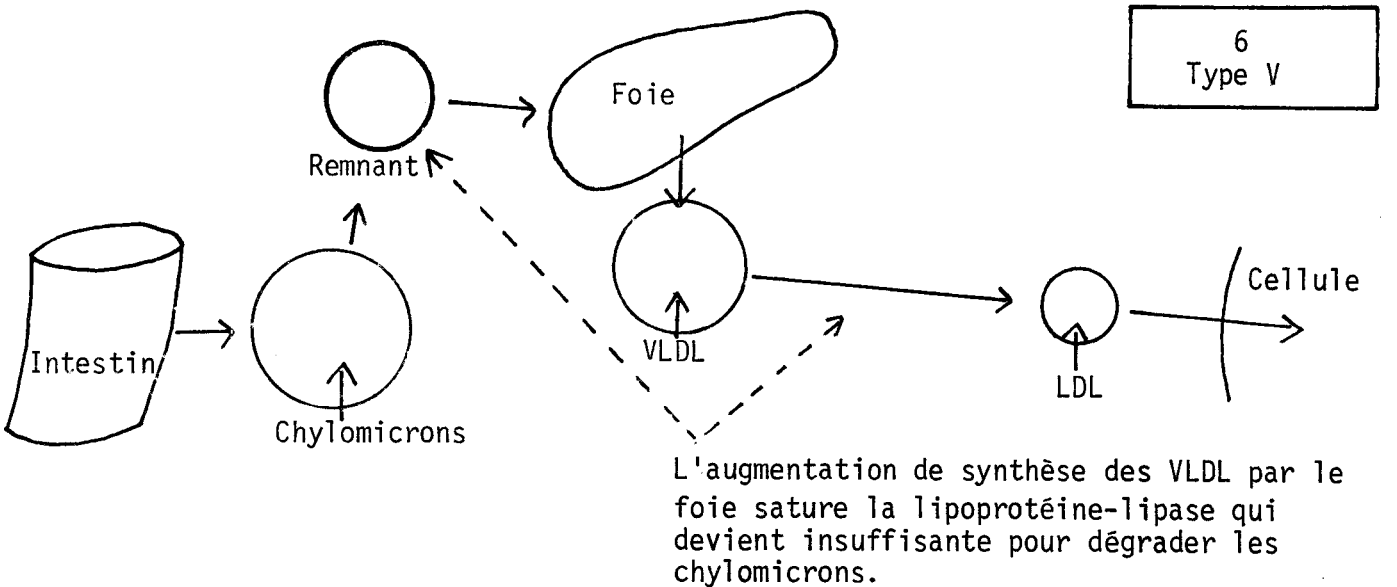 6
Type V
Foie
Remnant
Intestin
Chylomicrons
VLDL
LDL
Cellule
L'augmentation de synthèse des VLDL par le
foie sature la lipoprotéine-lipase qui
devient insuffisante pour dégrader les
chylomicrons.